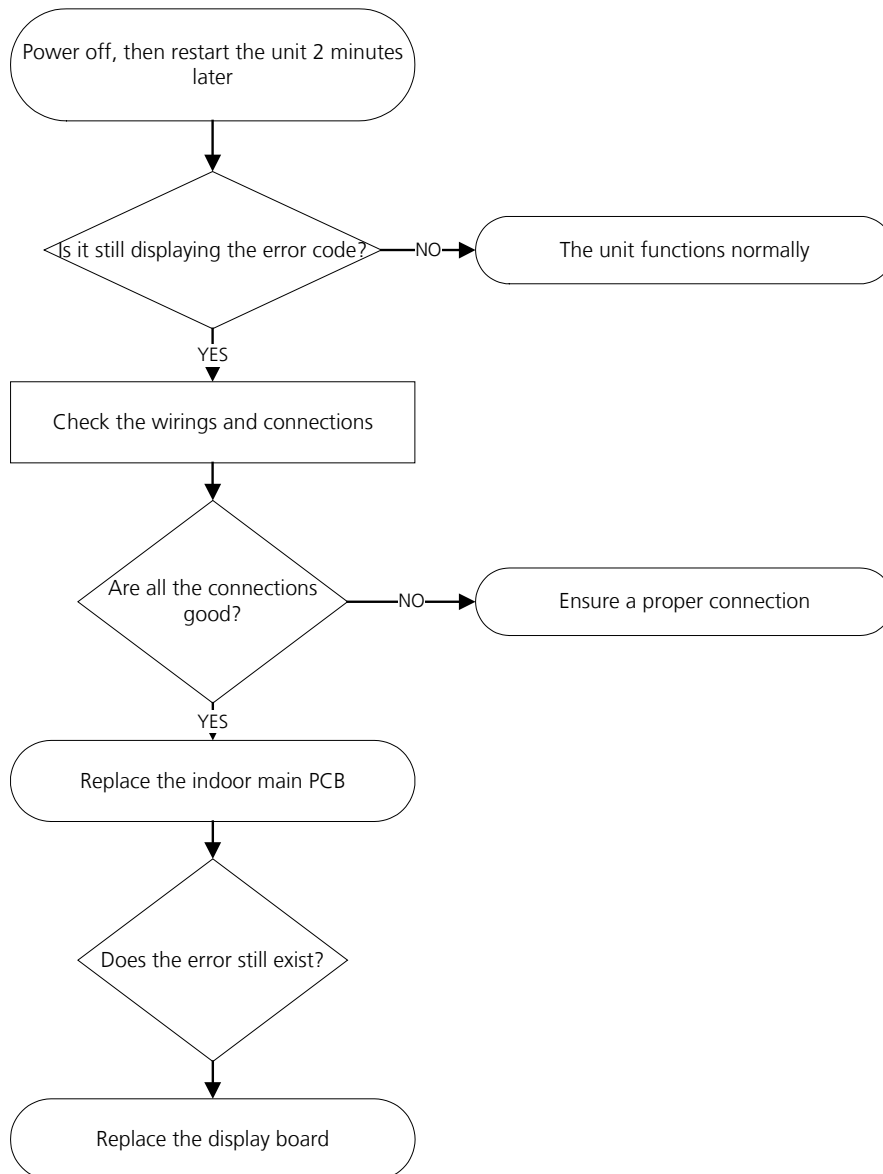 Power off, then restart the unit 2 minutes
later
Is it still displaying the error code?
NO
The unit functions normally
YES
Check the wirings and connections
Are all the connections
good?
NO
Ensure a proper connection
YES
Replace the indoor main PCB
Does the error still exist?
Replace the display board